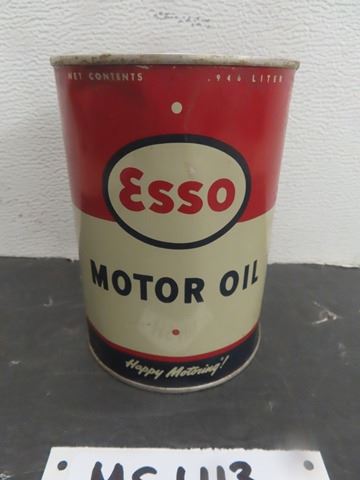 NET CONTENTS .946 LITER
Esso
MOTOR OIL
Happy Motoring!